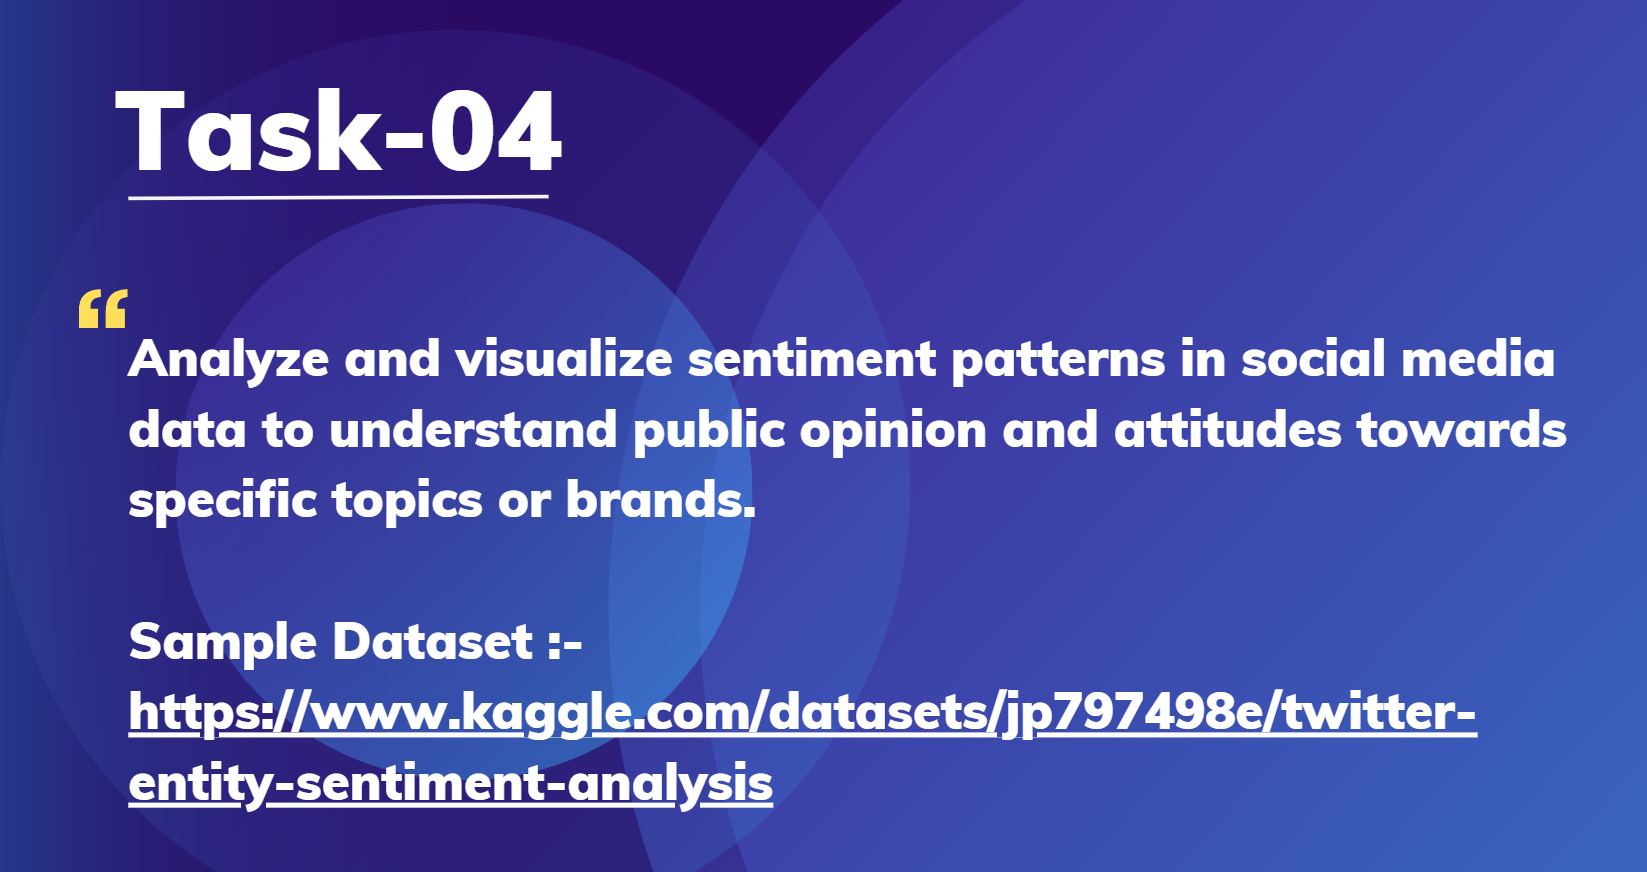 Task-04
“
Analyze and visualize sentiment patterns in social media
data to understand public opinion and attitudes towards
specific topics or brands.
Sample Dataset :-
https://www.kaggle.com/datasets/jp797498e/twitter-
entity-sentiment-analysis